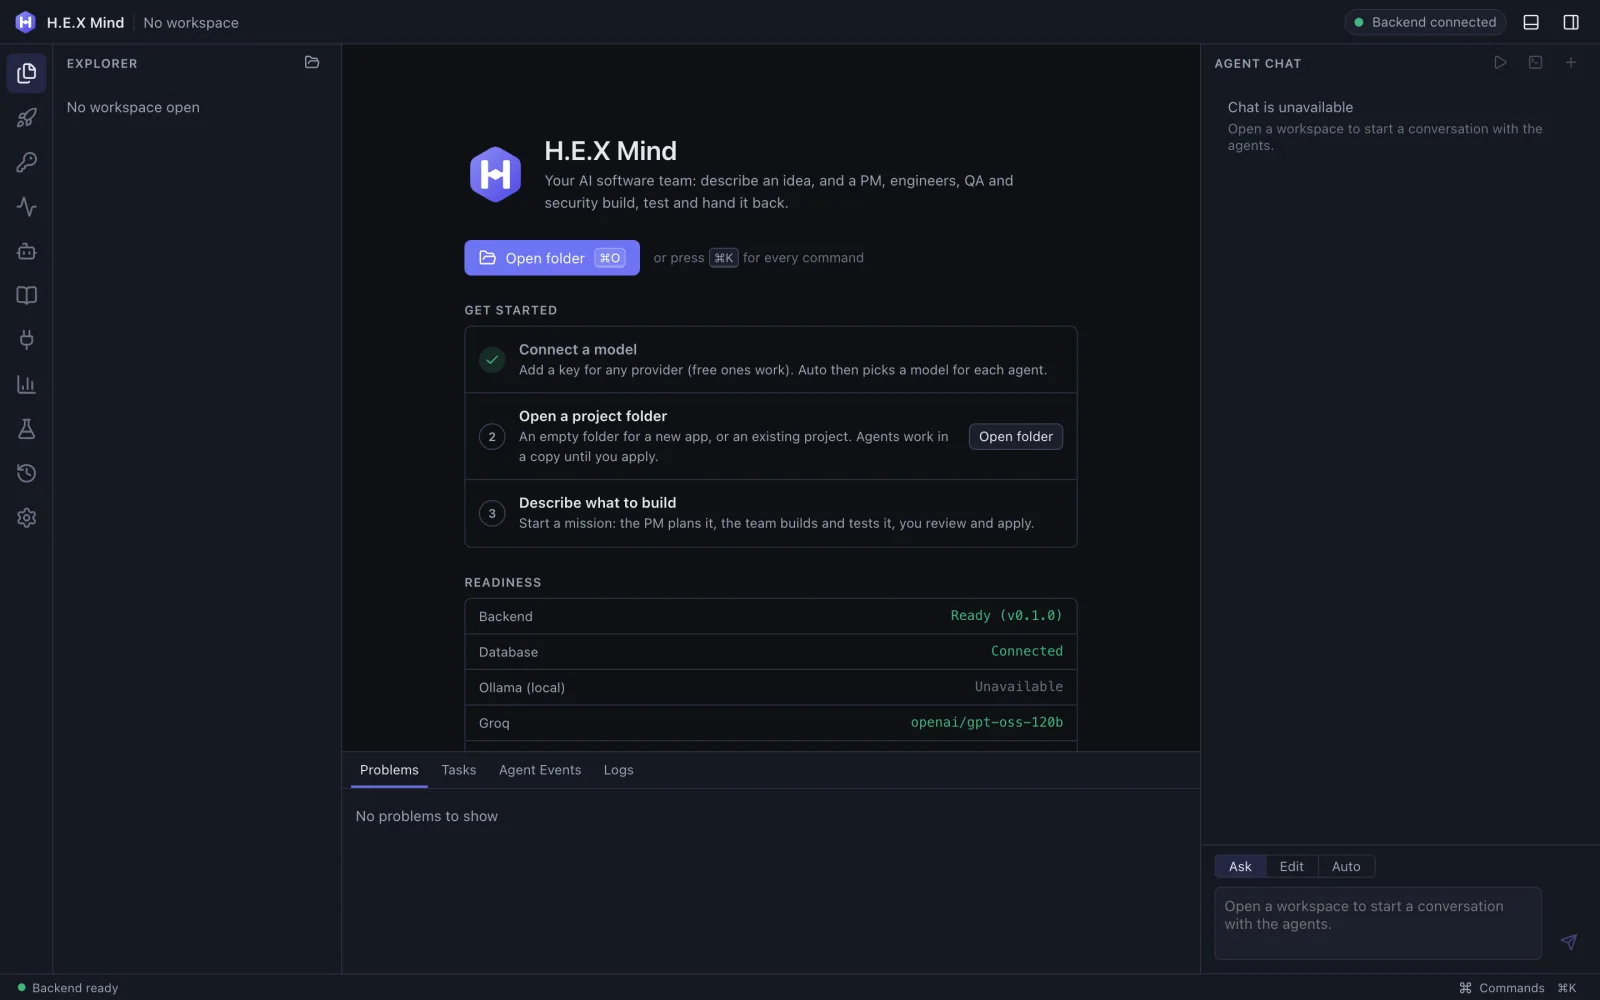 H.E.X Mind
No workspace
Backend connected
EXPLORER
No workspace open
H.E.X Mind
Your AI software team: describe an idea, and a PM, engineers, QA and
security build, test and hand it back.
Open folder ⌘O
or press ⌘K for every command
GET STARTED
Connect a model
Add a key for any provider (free ones work). Auto then picks a model for each agent.
2
Open a project folder
An empty folder for a new app, or an existing project. Agents work in
a copy until you apply.
Open folder
3
Describe what to build
Start a mission: the PM plans it, the team builds and tests it, you review and apply.
READINESS
Backend Ready (v0.1.0)
Database Connected
Ollama (local) Unavailable
Groq openai/gpt-oss-120b
Problems Tasks Agent Events Logs
No problems to show
AGENT CHAT
Chat is unavailable
Open a workspace to start a conversation with the
agents.
Ask Edit Auto
Open a workspace to start a conversation
with the agents.
Backend ready
⌘ Commands ⌘K